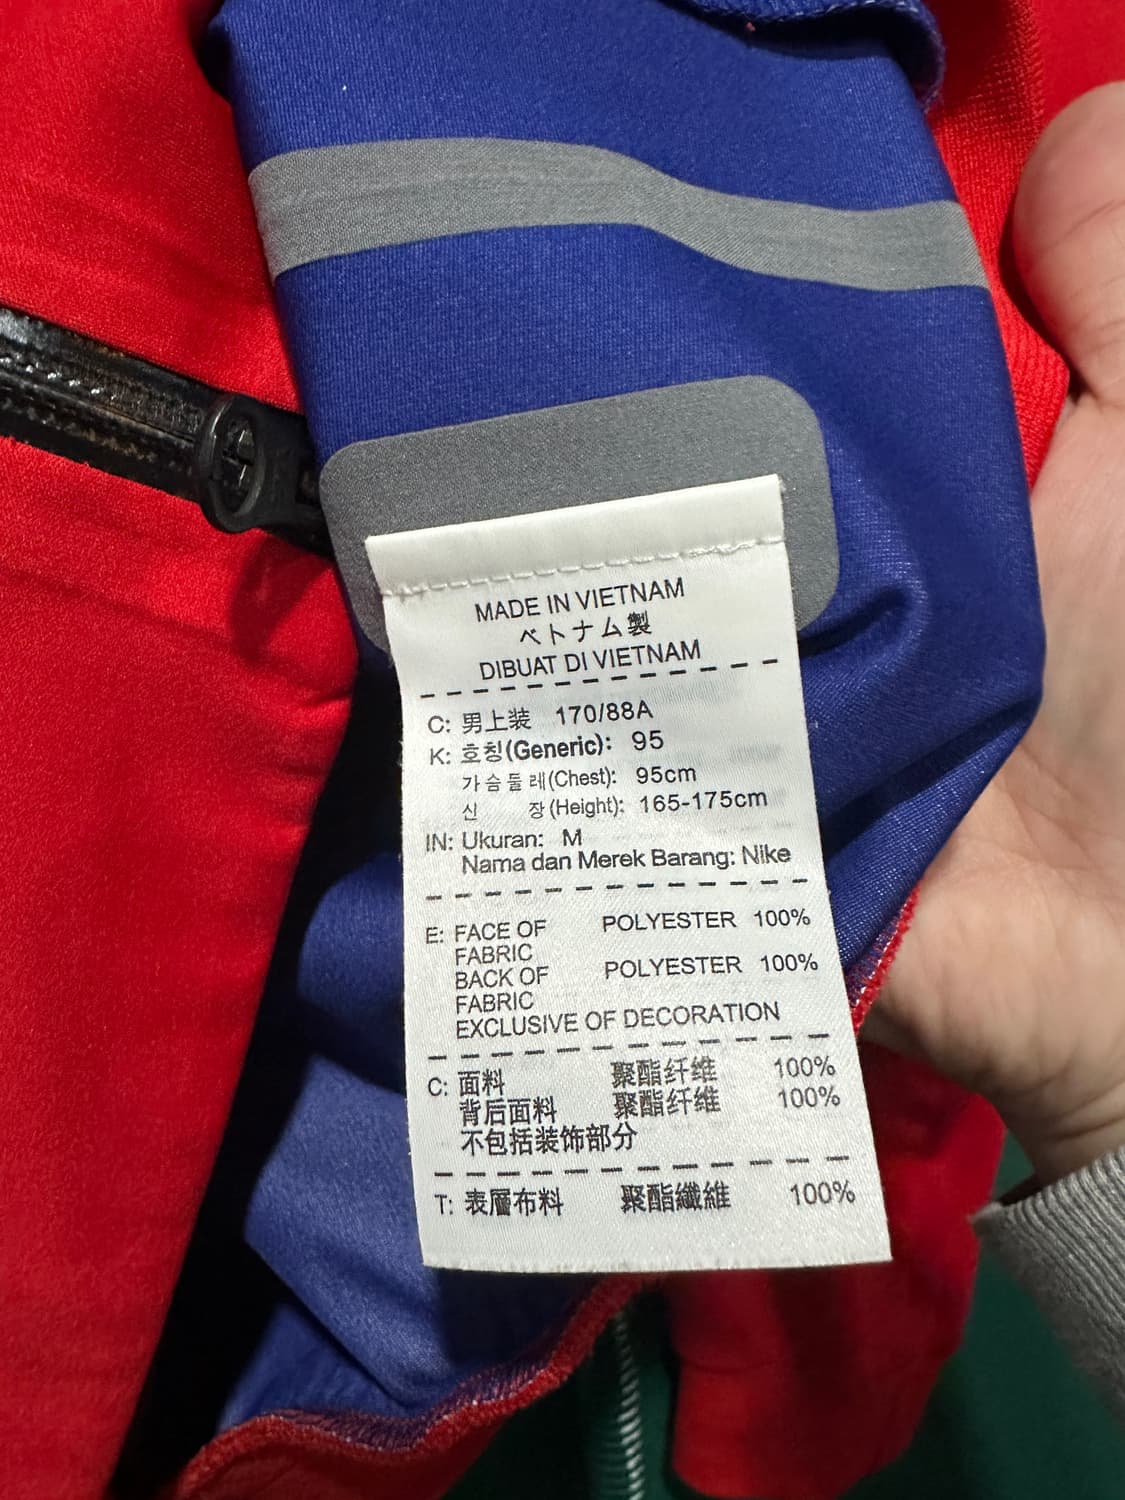 MADE IN VIETNAM
ベトナム製
DIBUAT DI VIETNAM
C: 男上装 170/88A
K: 호칭(Generic): 95
가슴둘레(Chest): 95cm
신 장(Height): 165-175cm
IN: Ukuran: M
Nama dan Merek Barang: Nike
E: FACE OF POLYESTER 100%
FABRIC
BACK OF POLYESTER 100%
FABRIC
EXCLUSIVE OF DECORATION
C: 面料 聚酯纤维 100%
背后面料 聚酯纤维 100%
不包括装饰部分
T: 表層布料 聚酯纖維 100%